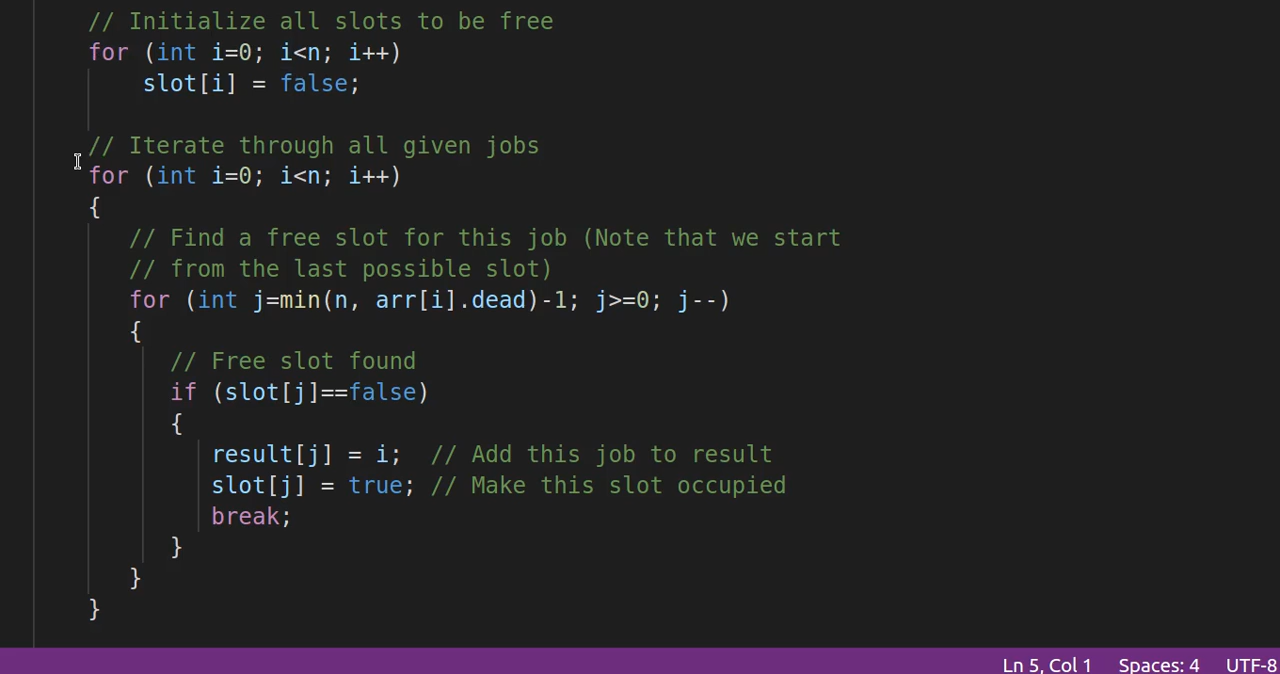 // Initialize all slots to be free
for (int i=0; i<n; i++)
    slot[i] = false;

// Iterate through all given jobs
for (int i=0; i<n; i++)
{
   // Find a free slot for this job (Note that we start
   // from the last possible slot)
   for (int j=min(n, arr[i].dead)-1; j>=0; j--)
   {
      // Free slot found
      if (slot[j]==false)
      {
         result[j] = i;  // Add this job to result
         slot[j] = true; // Make this slot occupied
         break;
      }
   }
}
Ln 5, Col 1 Spaces: 4 UTF-8